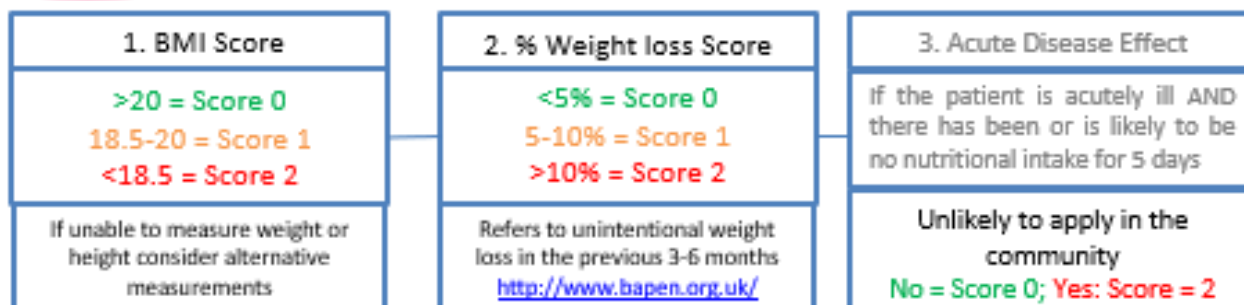 1. BMI Score
>20 = Score 0
18.5-20 = Score 1
<18.5 = Score 2
If unable to measure weight or
height consider alternative
measurements
2. % Weight loss Score
<5% = Score 0
5-10% = Score 1
>10% = Score 2
Refers to unintentional weight
loss in the previous 3-6 months
http://www.bapen.org.uk/
3. Acute Disease Effect
If the patient is acutely ill AND
there has been or is likely to be
no nutritional intake for 5 days
Unlikely to apply in the
community
No = Score 0; Yes: Score = 2